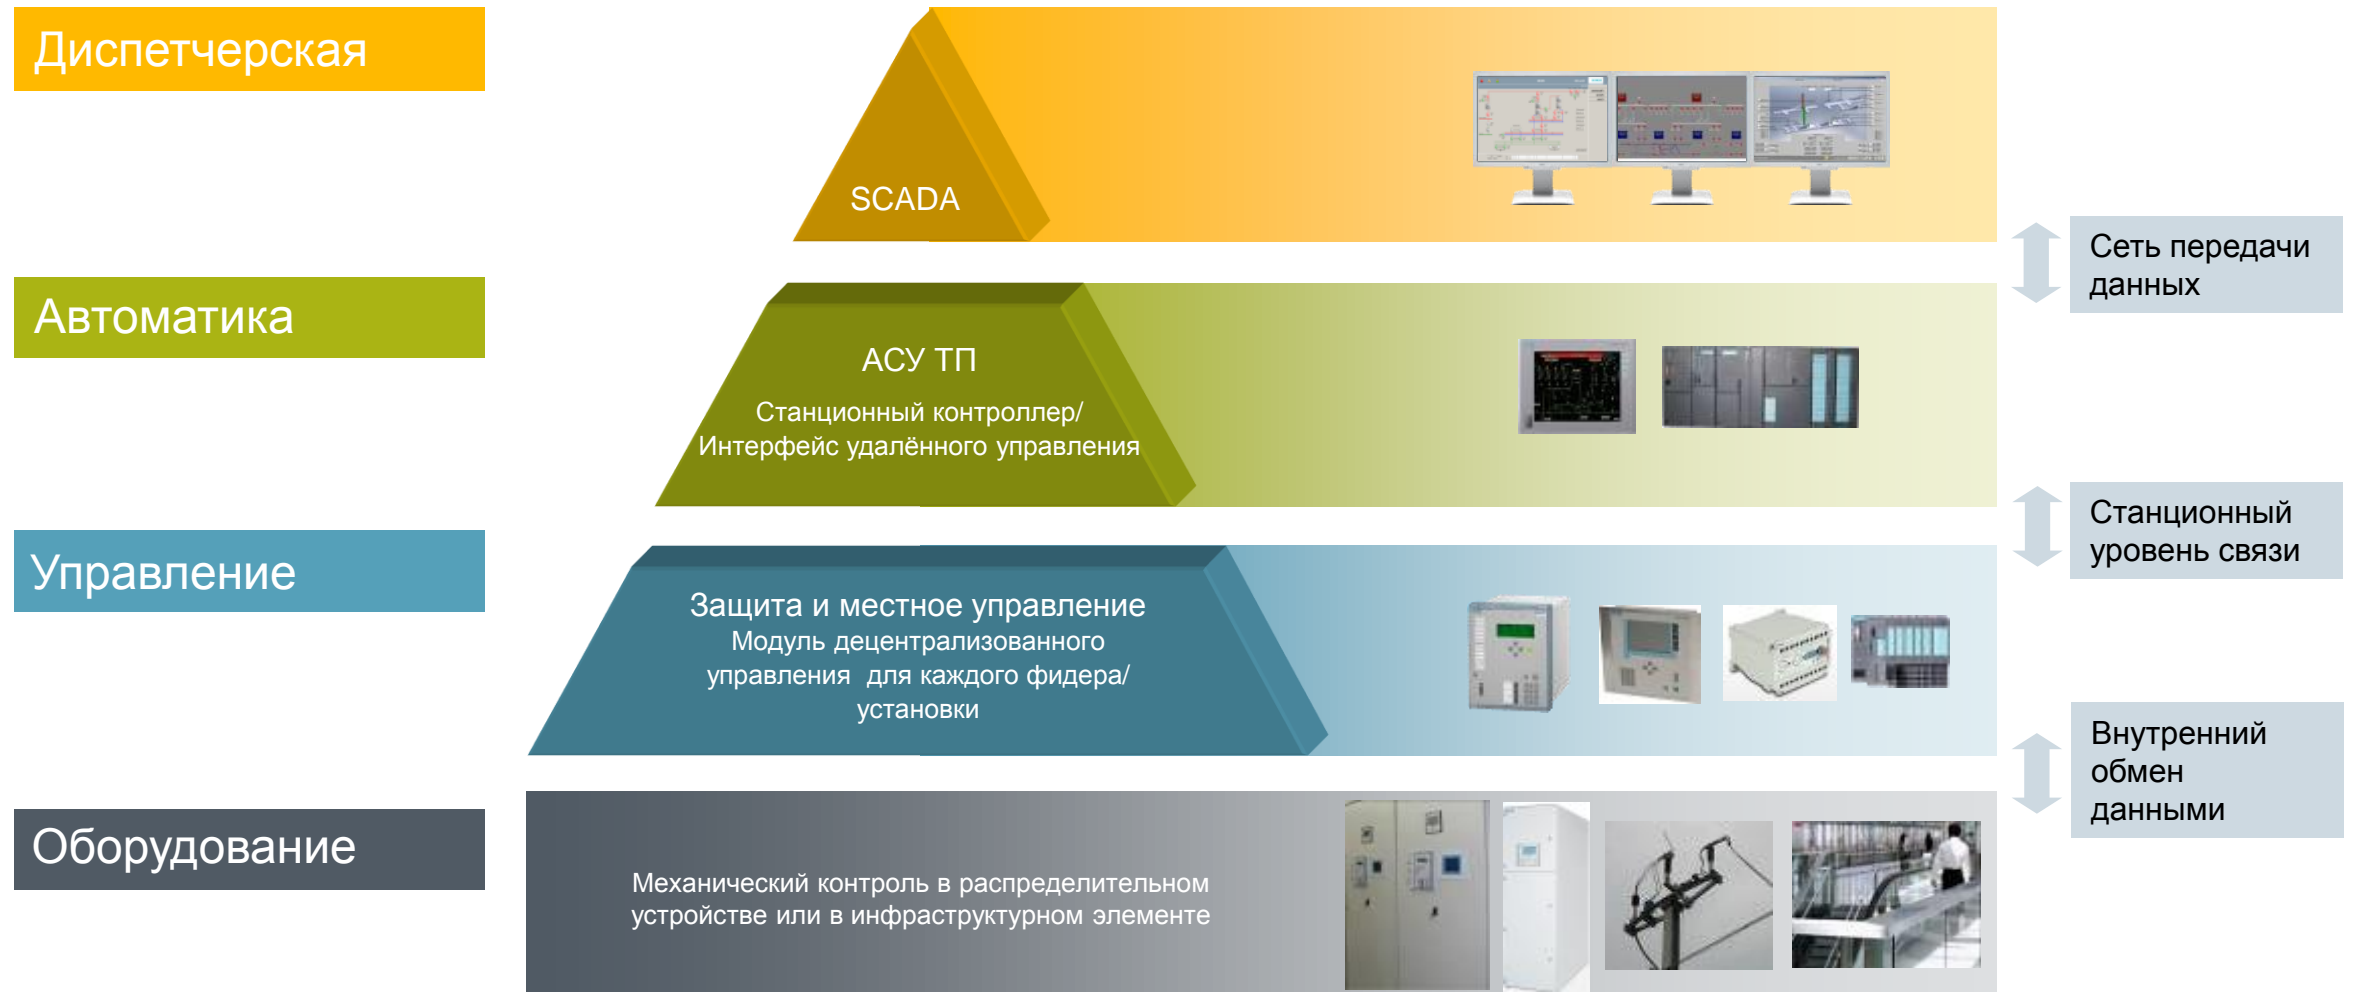 Диспетчерская
SCADA
Сеть передачи
данных
Автоматика
АСУ ТП
Станционный контроллер/
Интерфейс удалённого управления
Станционный
уровень связи
Управление
Защита и местное управление
Модуль децентрализованного
управления  для каждого фидера/
установки
Внутренний
обмен
данными
Оборудование
Механический контроль в распределительном
устройстве или в инфраструктурном элементе